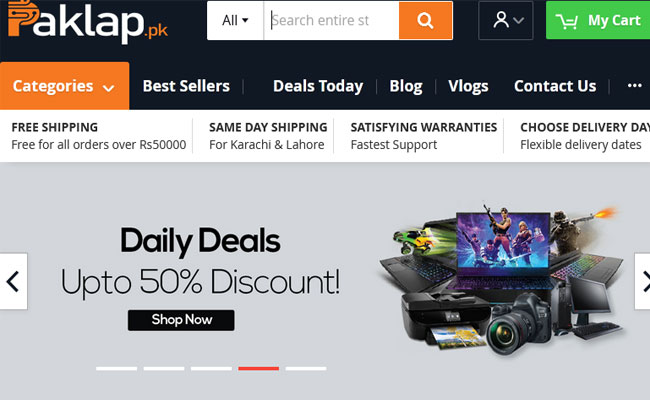 Paklap.pk
All
Search entire st
My Cart
Categories
Best Sellers
Deals Today
Blog
Vlogs
Contact Us
...
FREE SHIPPING
Free for all orders over Rs50000
SAME DAY SHIPPING
For Karachi & Lahore
SATISFYING WARRANTIES
Fastest Support
CHOOSE DELIVERY DAY
Flexible delivery dates
Daily Deals
Upto 50% Discount!
Shop Now